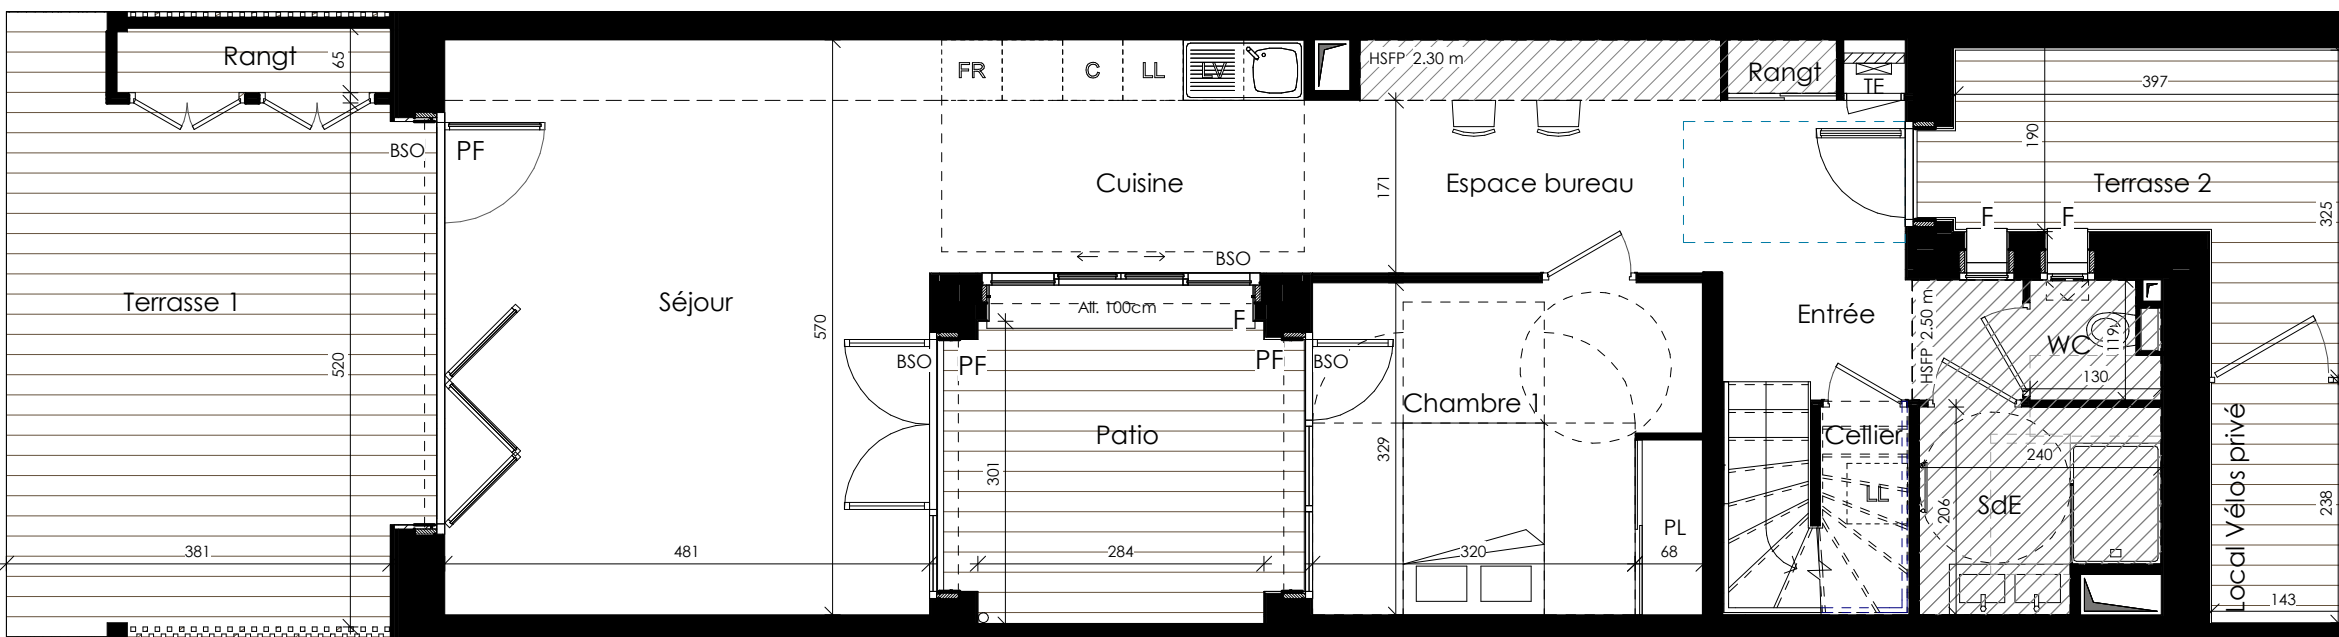 Rangt
65
FR
C
LL
LV
HSFP 2.30 m
Rangt
TE
397
BSO
PF
190
Cuisine
171
Espace bureau
Terrasse 2
F
F
325
BSO
Terrasse 1
Séjour
570
All. 100cm
F
Entrée
HSFP 2.50 m
WC
119
130
520
BSO
PF
PF
BSO
Chambre 1
Patio
329
Cellier
240
301
LL
206
SdE
PL
Local Vélos privé
238
381
481
284
320
68
143